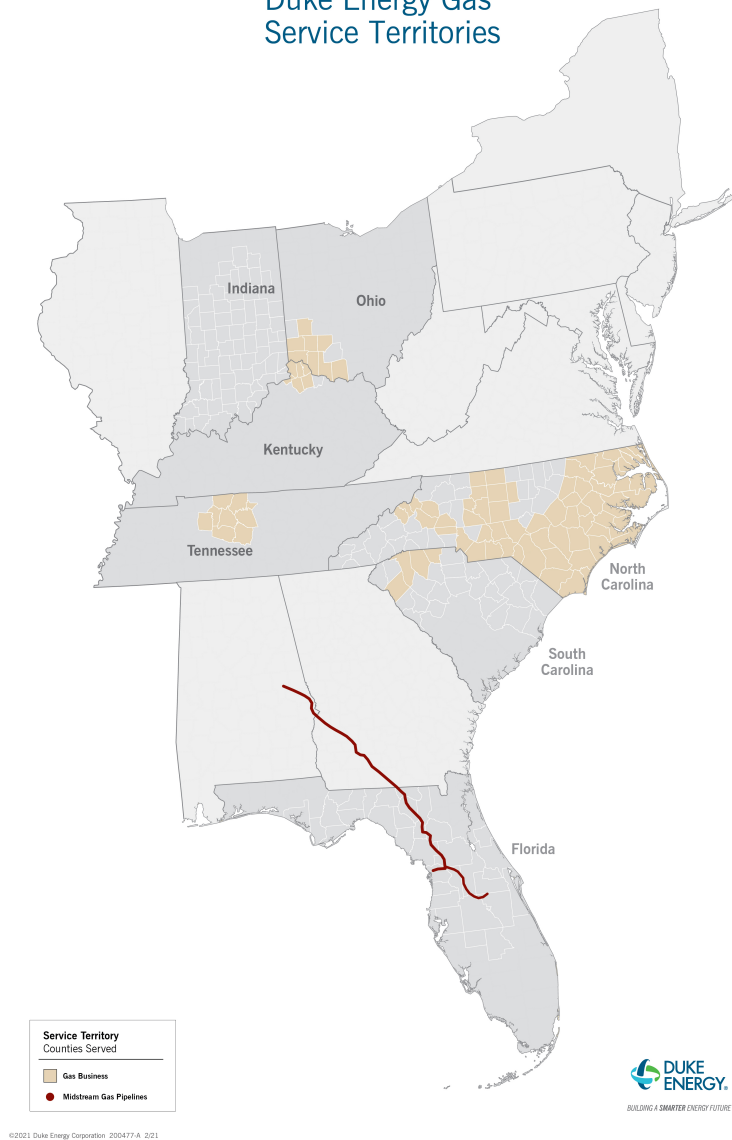 Duke Energy Gas
Service Territories
Indiana
Ohio
Kentucky
Tennessee
North
Carolina
South
Carolina
Florida
Service Territory
Counties Served
Gas Business
Midstream Gas Pipelines
DUKE
ENERGY®
BUILDING A SMARTER ENERGY FUTURE
©2021 Duke Energy Corporation 200477-A 2/21